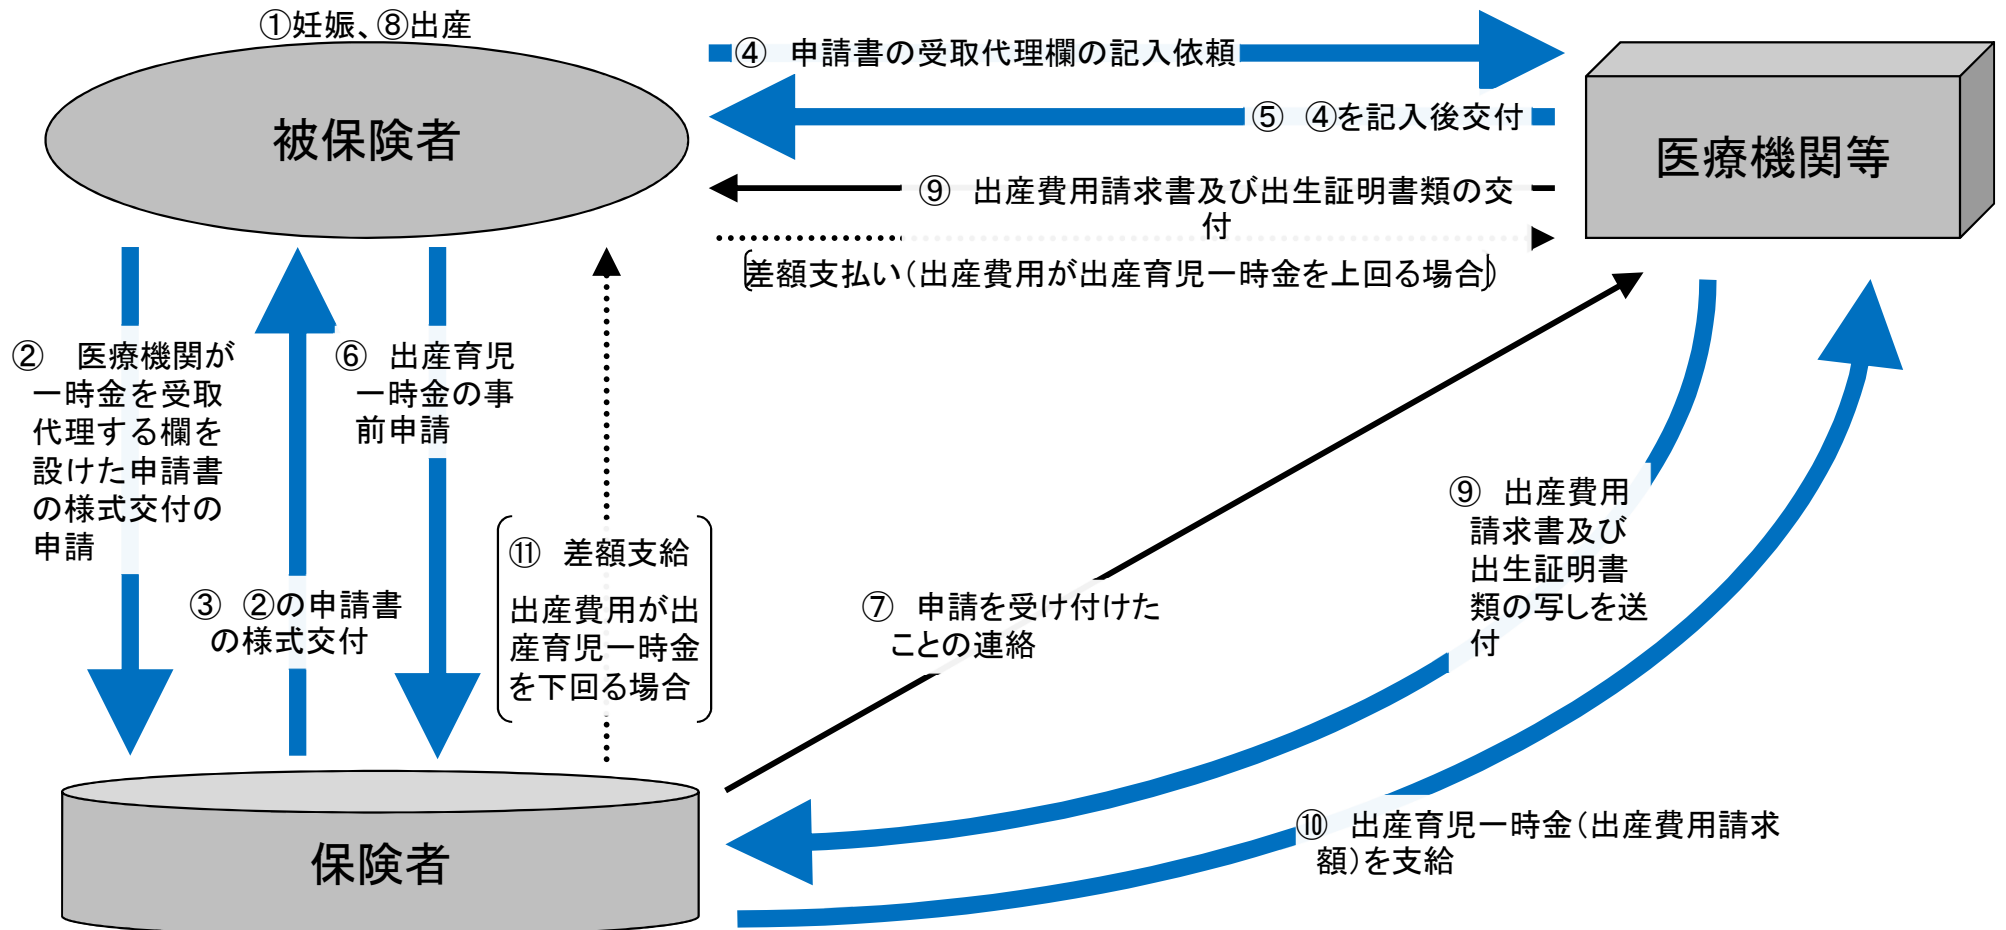 ①妊娠、⑧出産
被保険者
④　申請書の受取代理欄の記入依頼
⑤　④を記入後交付
⑨　出産費用請求書及び出生証明書類の交
付
差額支払い（出産費用が出産育児一時金を上回る場合）
医療機関等
②　医療機関が
一時金を受取
代理する欄を
設けた申請書
の様式交付の
申請
③　②の申請書
の様式交付
⑥　出産育児
一時金の事
前申請
⑪　差額支給
出産費用が出
産育児一時金
を下回る場合
⑦　申請を受け付けた
ことの連絡
⑨　出産費用
請求書及び
出生証明書
類の写しを送
付
⑩　出産育児一時金（出産費用請求
額）を支給
保険者